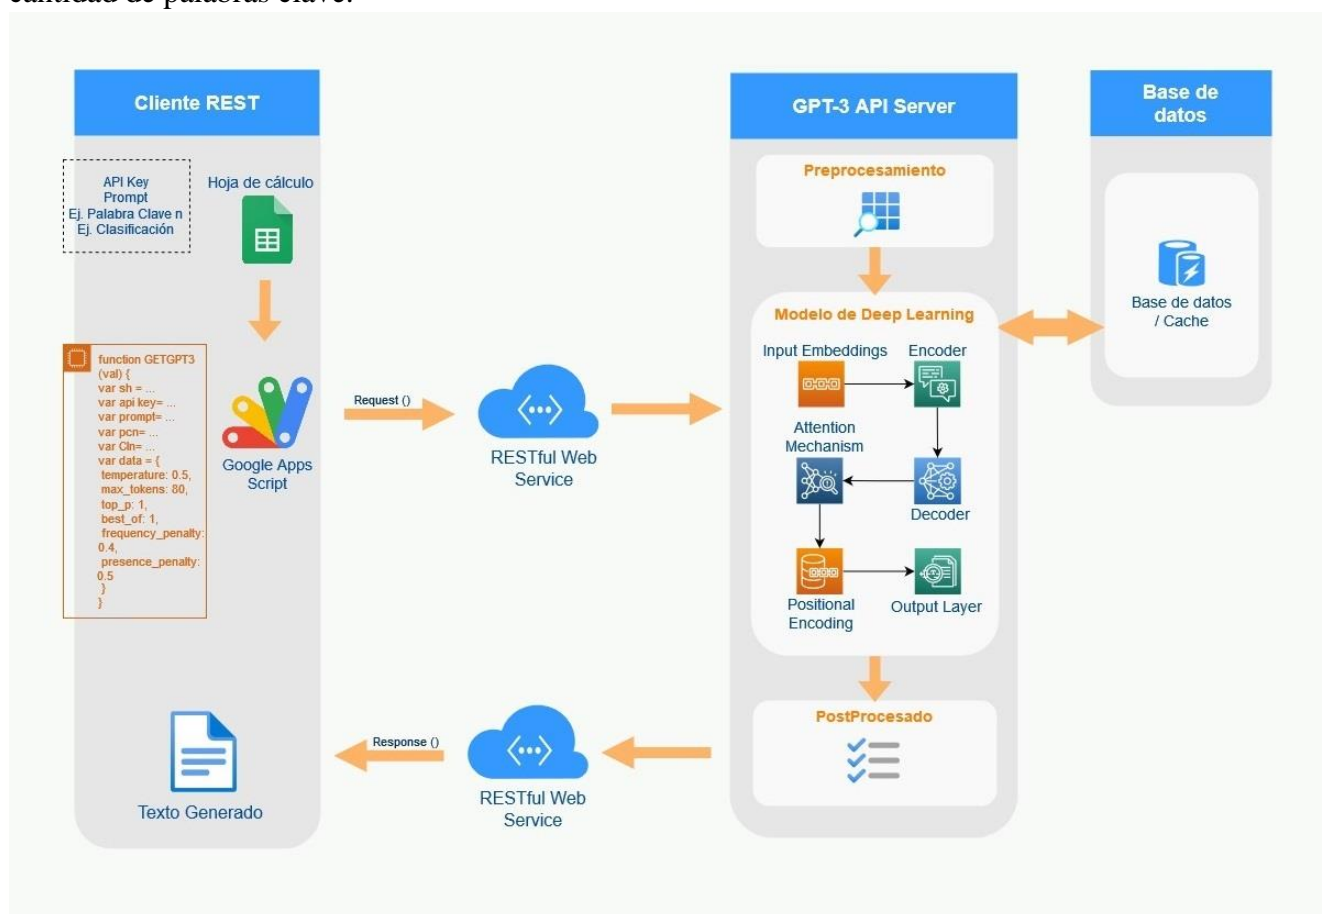 cantidad de palabras clave.
Cliente REST
API Key
Prompt
Ej. Palabra Clave n
Ej. Clasificación
Hoja de cálculo
function GETGPT3
(val) {
var sh = ...
var api key= ...
var prompt= ...
var pcn= ...
var Cln= ...
var data = {
temperature: 0.5,
max_tokens: 80,
top_p: 1,
best_of: 1,
frequency_penalty:
0.4,
presence_penalty:
0.5
}
}
Google Apps
Script
Texto Generado
Request ()
RESTful Web
Service
Response ()
RESTful Web
Service
GPT-3 API Server
Preprocesamiento
Modelo de Deep Learning
Input Embeddings
Encoder
Attention
Mechanism
Decoder
Positional
Encoding
Output Layer
PostProcesado
Base de
datos
Base de datos
/ Cache